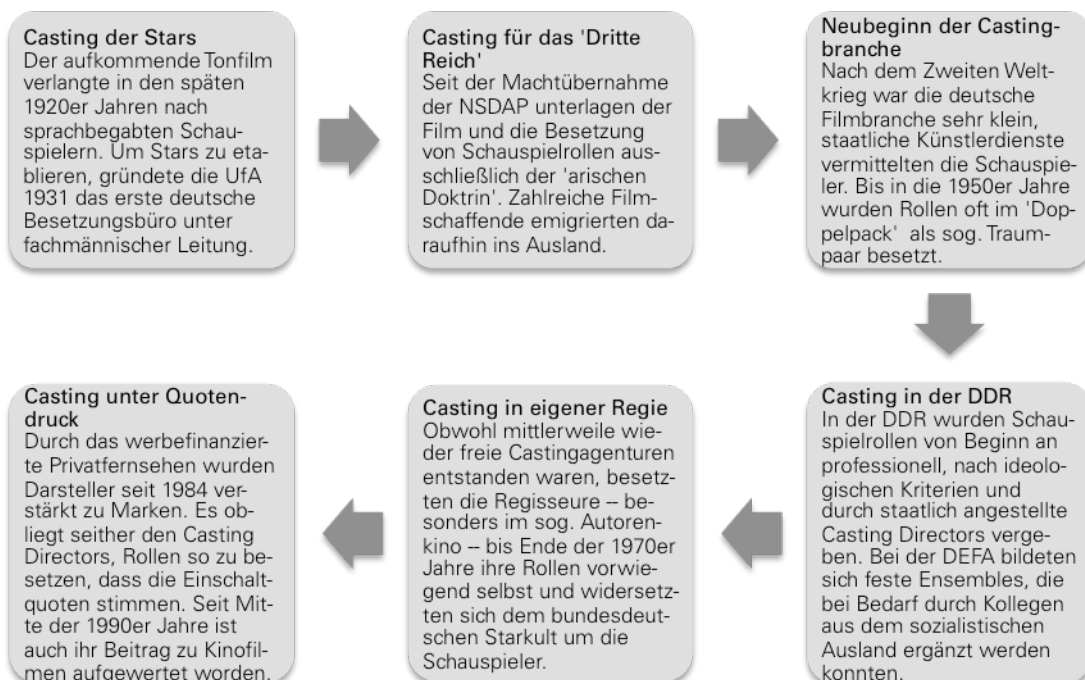 Casting der Stars
Der aufkommende Tonfilm
verlangte in den späten
1920er Jahren nach
sprachbegabten Schau-
spielern. Um Stars zu eta-
blieren, gründete die UfA
1931 das erste deutsche
Besetzungsbüro unter
fachmännischer Leitung.
Casting für das 'Dritte
Reich'
Seit der Machtübernahme
der NSDAP unterlagen der
Film und die Besetzung
von Schauspielrollen aus-
schließlich der 'arischen
Doktrin'. Zahlreiche Film-
schaffende emigrierten da-
raufhin ins Ausland.
Neubeginn der Casting-
branche
Nach dem Zweiten Welt-
krieg war die deutsche
Filmbranche sehr klein,
staatliche Künstlerdienste
vermittelten die Schauspie-
ler. Bis in die 1950er Jahre
wurden Rollen oft im 'Dop-
pelpack' als sog. Traum-
paar besetzt.
Casting in der DDR
In der DDR wurden Schau-
spielrollen von Beginn an
professionell, nach ideolo-
gischen Kriterien und
durch staatlich angestellte
Casting Directors verge-
ben. Bei der DEFA bildeten
sich feste Ensembles, die
bei Bedarf durch Kollegen
aus dem sozialistischen
Ausland ergänzt werden
konnten.
Casting in eigener Regie
Obwohl mittlerweile wie-
der freie Castingagenturen
entstanden waren, besetz-
ten die Regisseure -- be-
sonders im sog. Autoren-
kino -- bis Ende der 1970er
Jahre ihre Rollen vorwie-
gend selbst und widersetz-
ten sich dem bundesdeut-
schen Starkult um die
Schauspieler.
Casting unter Quoten-
druck
Durch das werbefinanzier-
te Privatfernsehen wurden
Darsteller seit 1984 ver-
stärkt zu Marken. Es ob-
liegt seither den Casting
Directors, Rollen so zu be-
setzen, dass die Einschalt-
quoten stimmen. Seit Mit-
te der 1990er Jahre ist
auch ihr Beitrag zu Kinofil-
men aufgewertet worden.